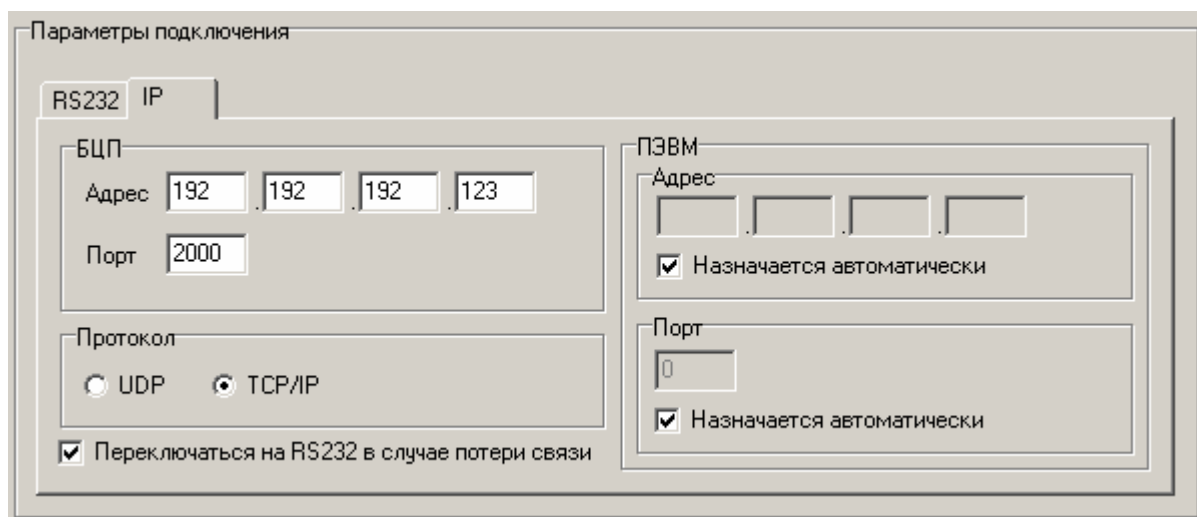 Параметры подключения
RS232 IP
БЦП
Адрес 192 . 192 . 192 . 123
Порт 2000
Протокол
UDP TCP/IP
Переключаться на RS232 в случае потери связи
ПЭВМ
Адрес
. . .
Назначается автоматически
Порт
0
Назначается автоматически